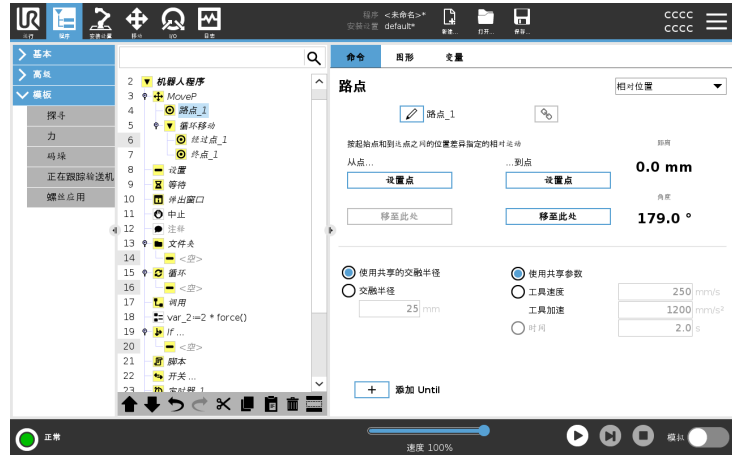 UR
运行
程序
安装设置
移动
I/O
日志
程序 <未命名>*
安装设置 default*
新建...
打开...
保存...
CCCC
CCCC
基本
高级
模板
探斗
力
码垛
正在跟踪输送机
螺丝应用
2 机器人程序
3 MoveP
4 路点_1
5 循环移动
6 经过点_1
7 终点_1
8 设置
9 等待
10 弹出窗口
11 中止
12 注释
13 文件夹
14 <空>
15 循环
16 <空>
17 调用
18 var_2≔2 * force()
19 If ...
20 <空>
21 脚本
22 开关 ...
23 定时器_1
命令
图形
变量
路点
相对位置
路点_1
按起始点和到达点之间的位置差异指定的相对运动
从点...
...到点
设置点
设置点
移至此处
移至此处
距离
0.0 mm
角度
179.0 °
使用共享的交融半径
交融半径
25 mm
使用共享参数
工具速度 250 mm/s
工具加速 1200 mm/s²
时间 2.0 s
+ 添加 Until
正常
速度 100%
模拟